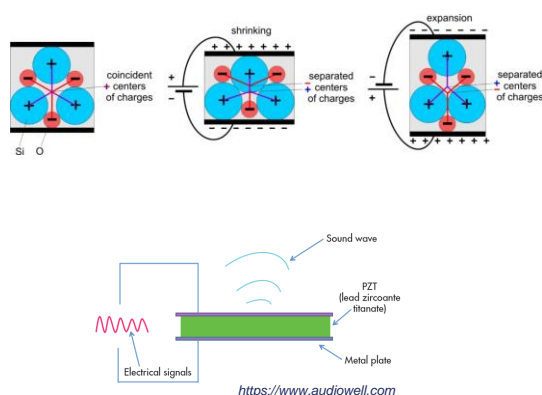 coincident
centers
of charges
Si
O
shrinking
+ + + + + + +
+
−
separated
centers
of charges
− − − − − −
expansion
− − − − − − −
−
+
separated
centers
of charges
+ + + + + + +
Sound wave
PZT
(lead zircoante
titanate)
Metal plate
Electrical signals
https://www.audiowell.com